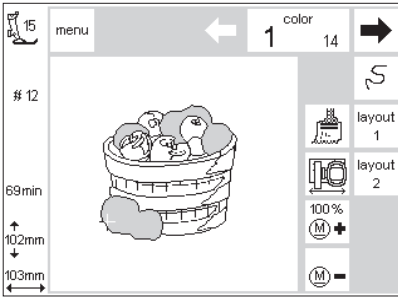 15
menu
color
1 14
# 12
layout
1
layout
2
69min
100%
M +
102mm
M -
103mm